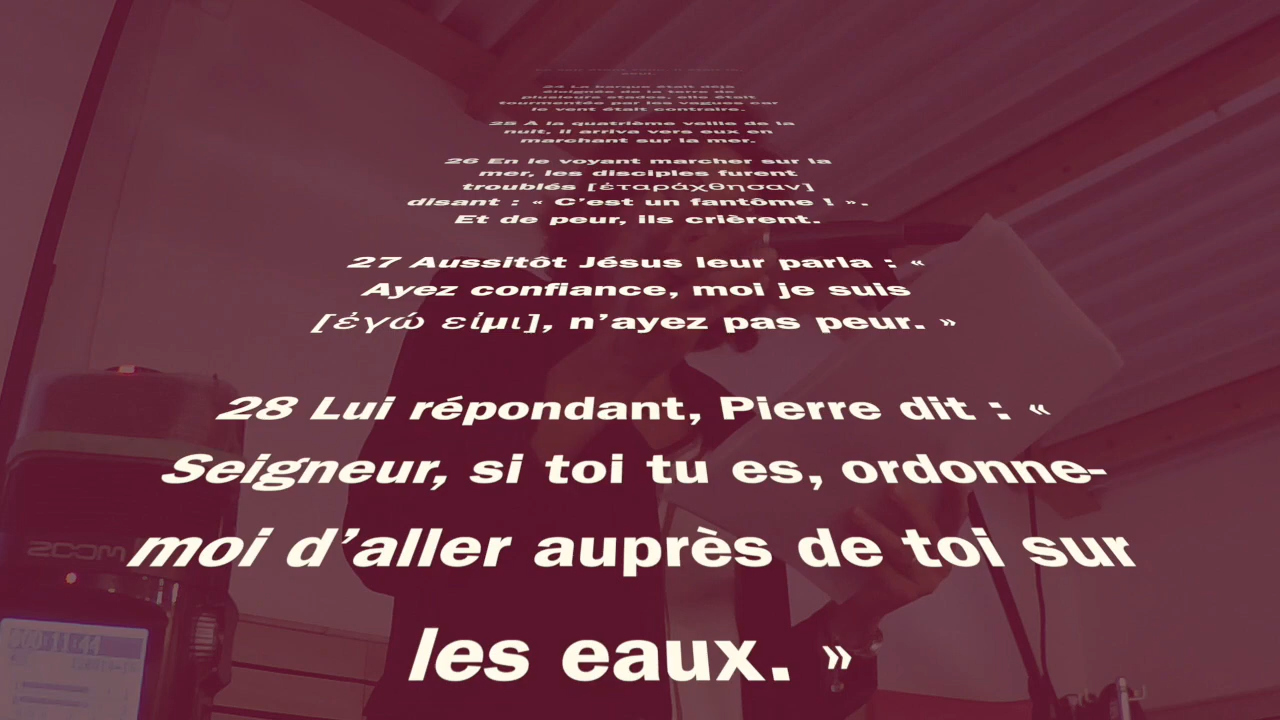 24 La barque était déjà
éloignée de la terre de
plusieurs stades, elle était
tourmentée par les vagues car
le vent était contraire.
25 À la quatrième veille de la
nuit, il arriva vers eux en
marchant sur la mer.
26 En le voyant marcher sur la
mer, les disciples furent
troublés [ἐταράχθησαν]
disant : « C’est un fantôme ! ».
Et de peur, ils crièrent.
27 Aussitôt Jésus leur parla : «
Ayez confiance, moi je suis
[ἐγώ εἰμι], n’ayez pas peur. »
28 Lui répondant, Pierre dit : «
Seigneur, si toi tu es, ordonne-
moi d’aller auprès de toi sur
les eaux. »